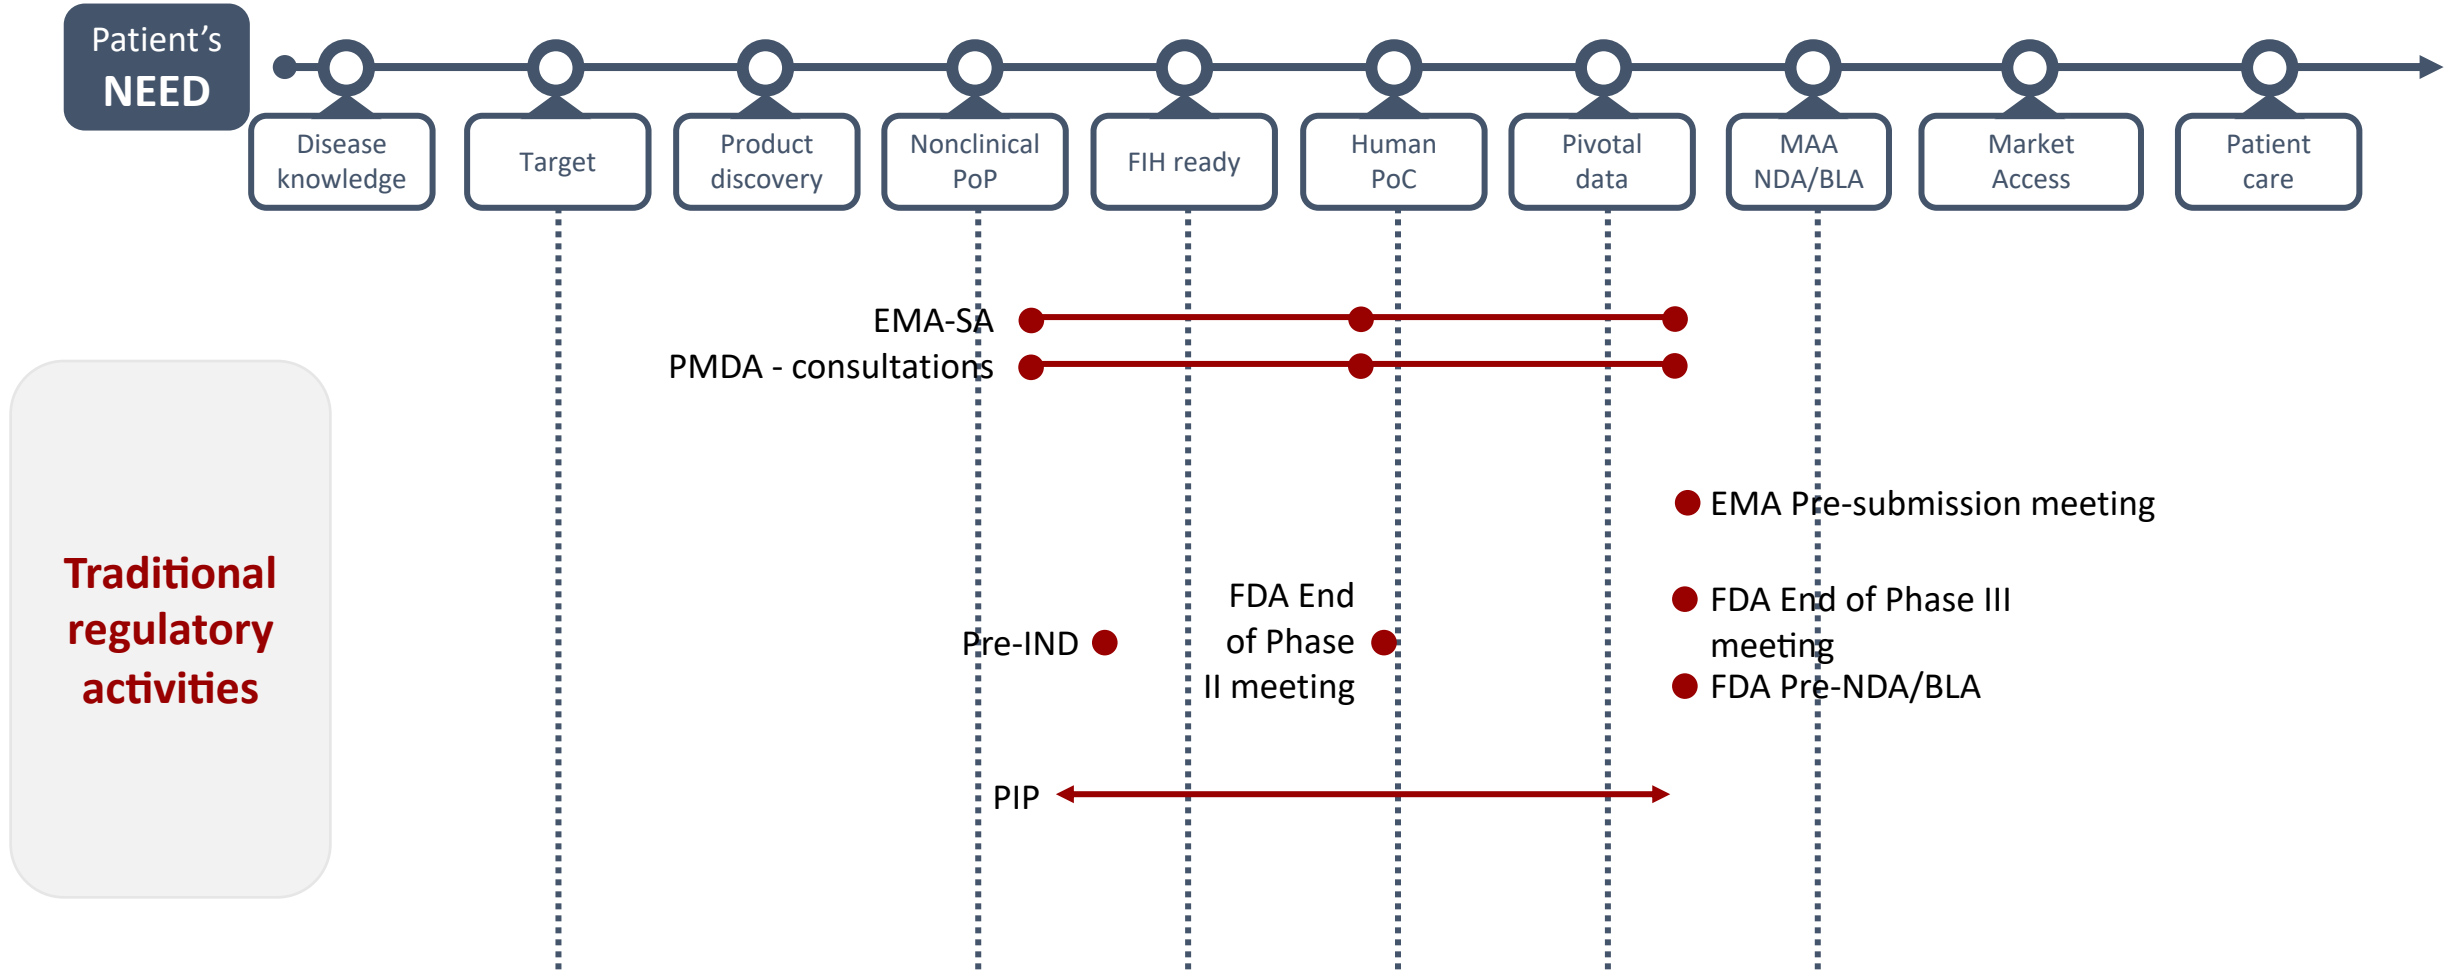 Patient's
NEED
Disease
knowledge
Target
Product
discovery
Nonclinical
PoP
FIH ready
Human
PoC
Pivotal
data
MAA
NDA/BLA
Market
Access
Patient
care
EMA-SA
PMDA - consultations
EMA Pre-submission meeting
Traditional
regulatory
activities
Pre-IND
FDA End
of Phase
II meeting
FDA End of Phase III
meeting
FDA Pre-NDA/BLA
PIP